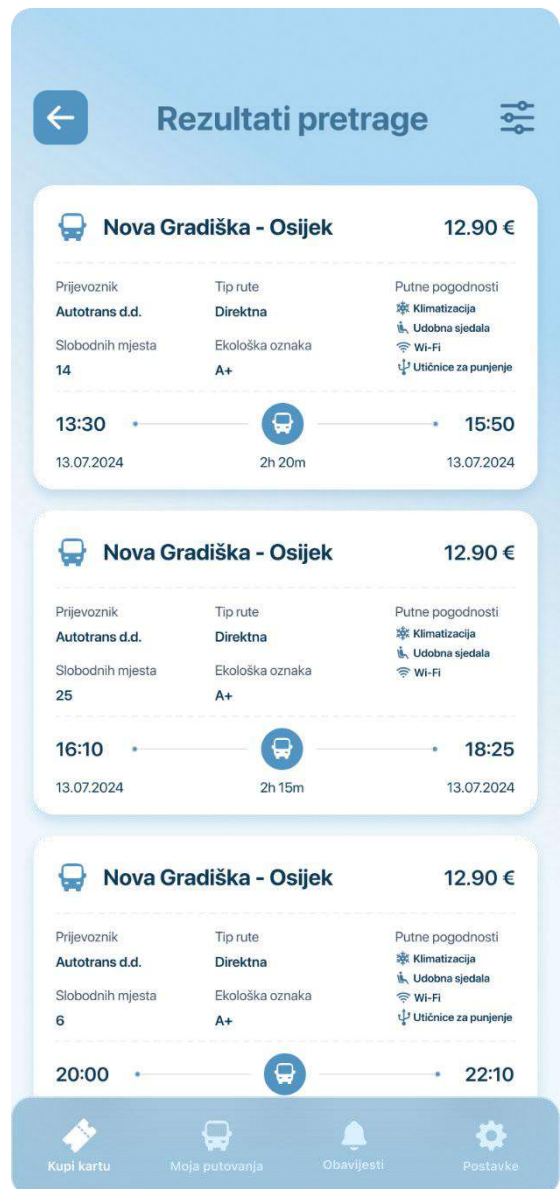 Rezultati pretrage
Nova Gradiška - Osijek 12.90 €
Prijevoznik Tip rute Putne pogodnosti
Autotrans d.d. Direktna Klimatizacija
Udobna sjedala
Slobodnih mjesta Ekološka oznaka Wi-Fi
14 A+ Utičnice za punjenje
13:30 15:50
13.07.2024 2h 20m 13.07.2024
Nova Gradiška - Osijek 12.90 €
Prijevoznik Tip rute Putne pogodnosti
Autotrans d.d. Direktna Klimatizacija
Udobna sjedala
Slobodnih mjesta Ekološka oznaka Wi-Fi
25 A+
16:10 18:25
13.07.2024 2h 15m 13.07.2024
Nova Gradiška - Osijek 12.90 €
Prijevoznik Tip rute Putne pogodnosti
Autotrans d.d. Direktna Klimatizacija
Udobna sjedala
Slobodnih mjesta Ekološka oznaka Wi-Fi
6 A+ Utičnice za punjenje
20:00 22:10
Kupi kartu Moja putovanja Obavijesti Postavke